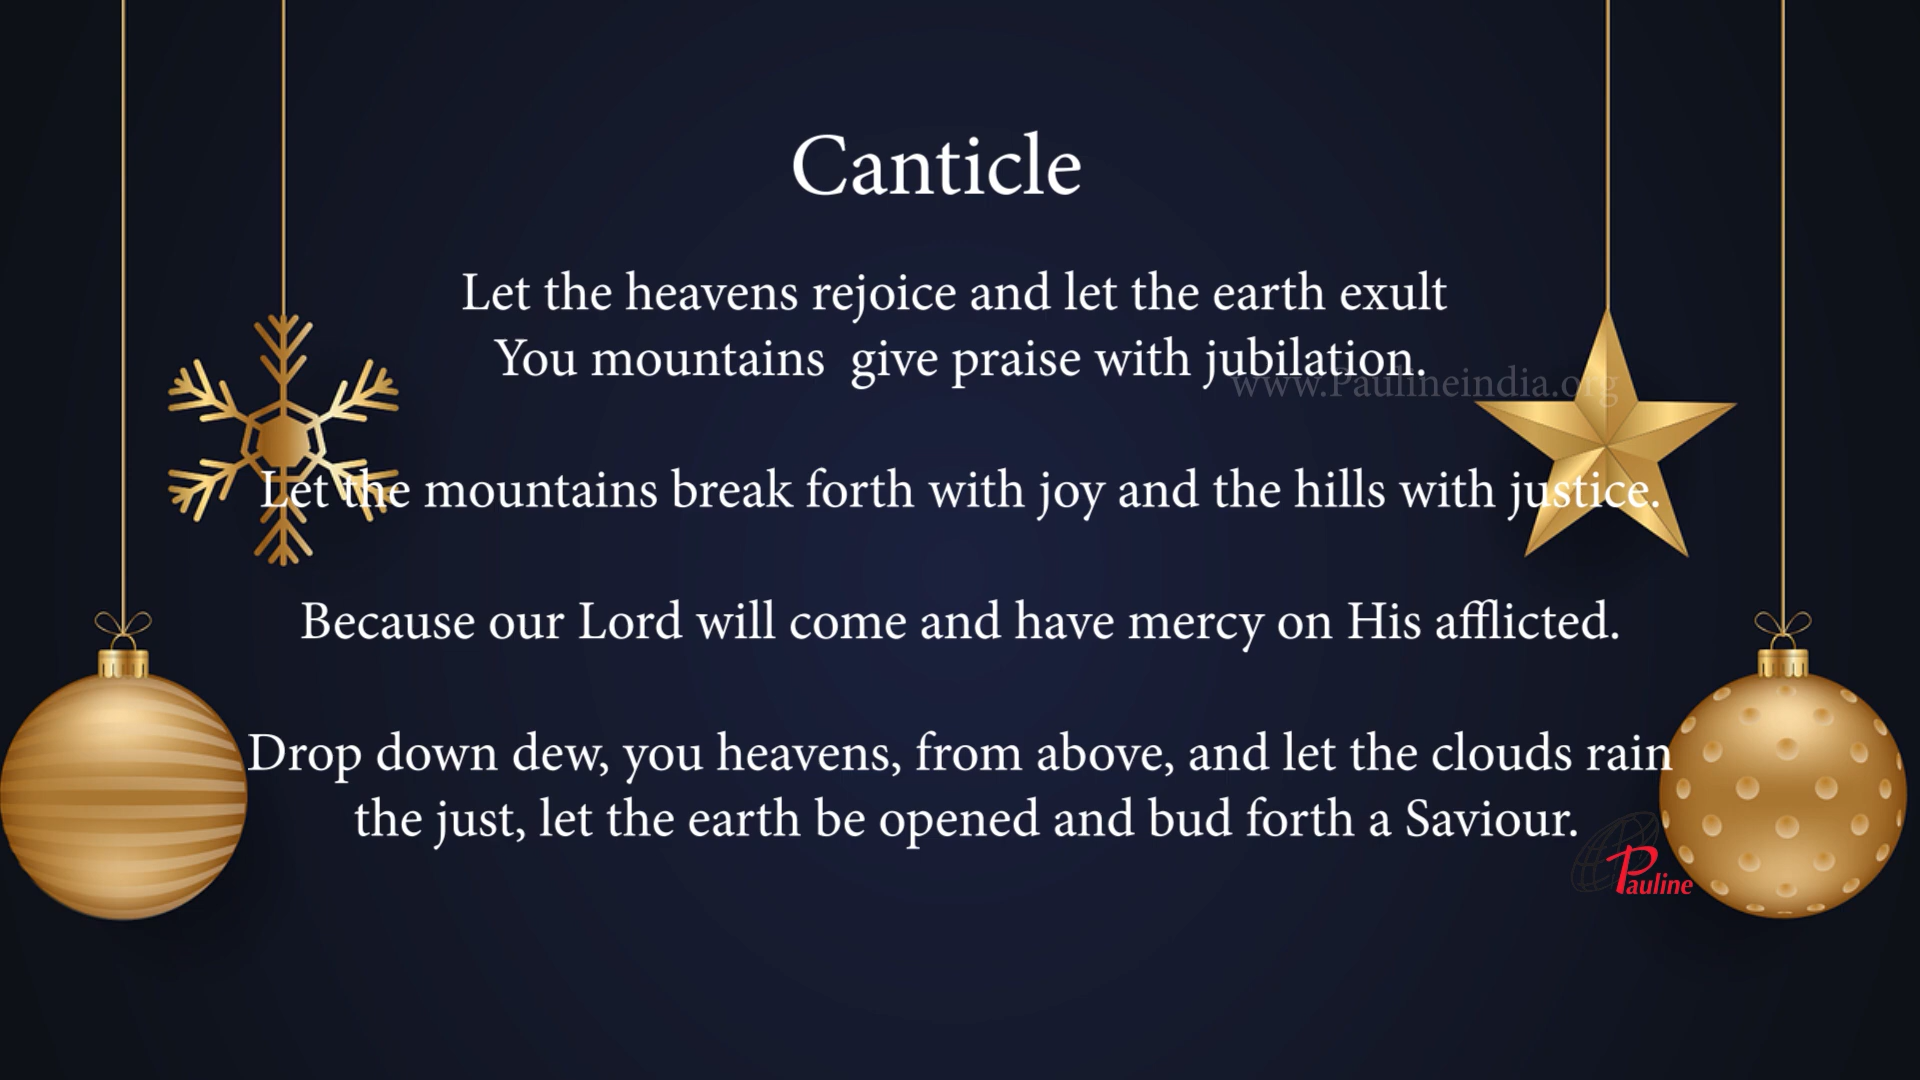 Canticle
Let the heavens rejoice and let the earth exult
You mountains  give praise with jubilation.
www.Paulineindia.org
Let the mountains break forth with joy and the hills with justice.
Because our Lord will come and have mercy on His afflicted.
Drop down dew, you heavens, from above, and let the clouds rain
the just, let the earth be opened and bud forth a Saviour.
Pauline